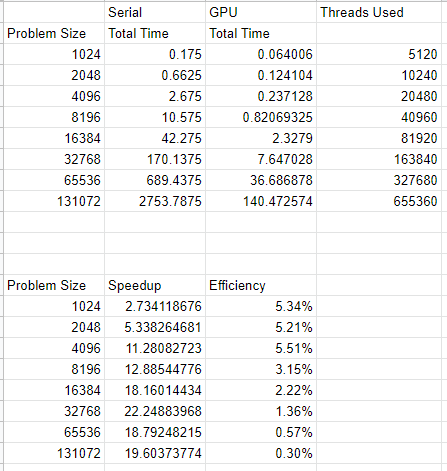 Serial GPU Threads Used
Problem Size Total Time Total Time
1024 0.175 0.064006 5120
2048 0.6625 0.124104 10240
4096 2.675 0.237128 20480
8196 10.575 0.82069325 40960
16384 42.275 2.3279 81920
32768 170.1375 7.647028 163840
65536 689.4375 36.686878 327680
131072 2753.7875 140.472574 655360
Problem Size Speedup Efficiency
1024 2.734118676 5.34%
2048 5.338264681 5.21%
4096 11.28082723 5.51%
8196 12.88544776 3.15%
16384 18.16014434 2.22%
32768 22.24883968 1.36%
65536 18.79248215 0.57%
131072 19.60373774 0.30%